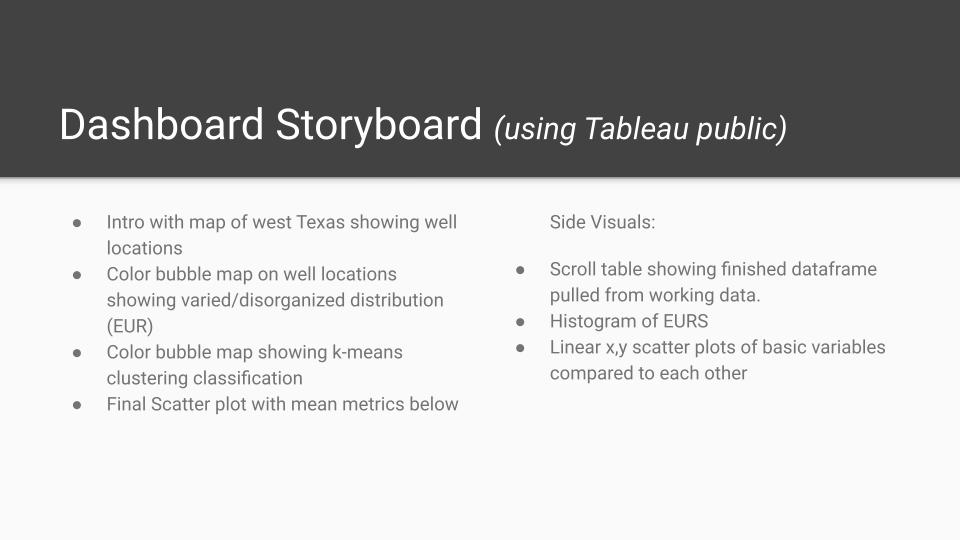 Dashboard Storyboard (using Tableau public)
● Intro with map of west Texas showing well
locations
● Color bubble map on well locations
showing varied/disorganized distribution
(EUR)
● Color bubble map showing k-means
clustering classification
● Final Scatter plot with mean metrics below
Side Visuals:
● Scroll table showing finished dataframe
pulled from working data.
● Histogram of EURS
● Linear x,y scatter plots of basic variables
compared to each other